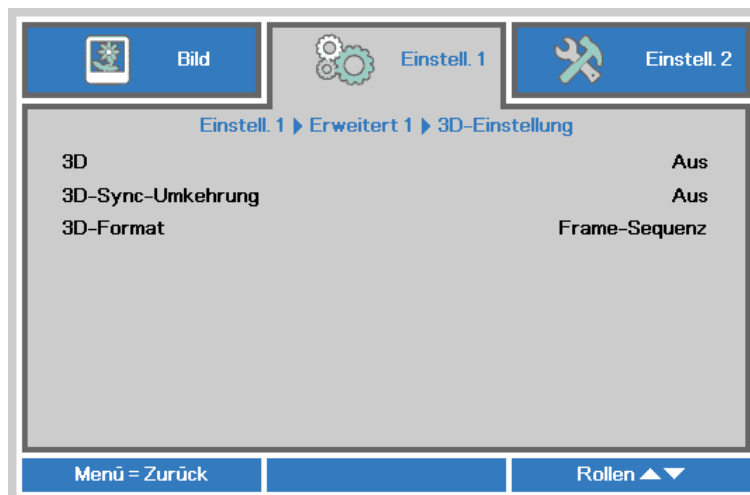 Bild
Einstell. 1
Einstell. 2
Einstell. 1 ▶ Erweitert 1 ▶ 3D-Einstellung
3D Aus
3D-Sync-Umkehrung Aus
3D-Format Frame-Sequenz
Menü = Zurück
Rollen ▲▼